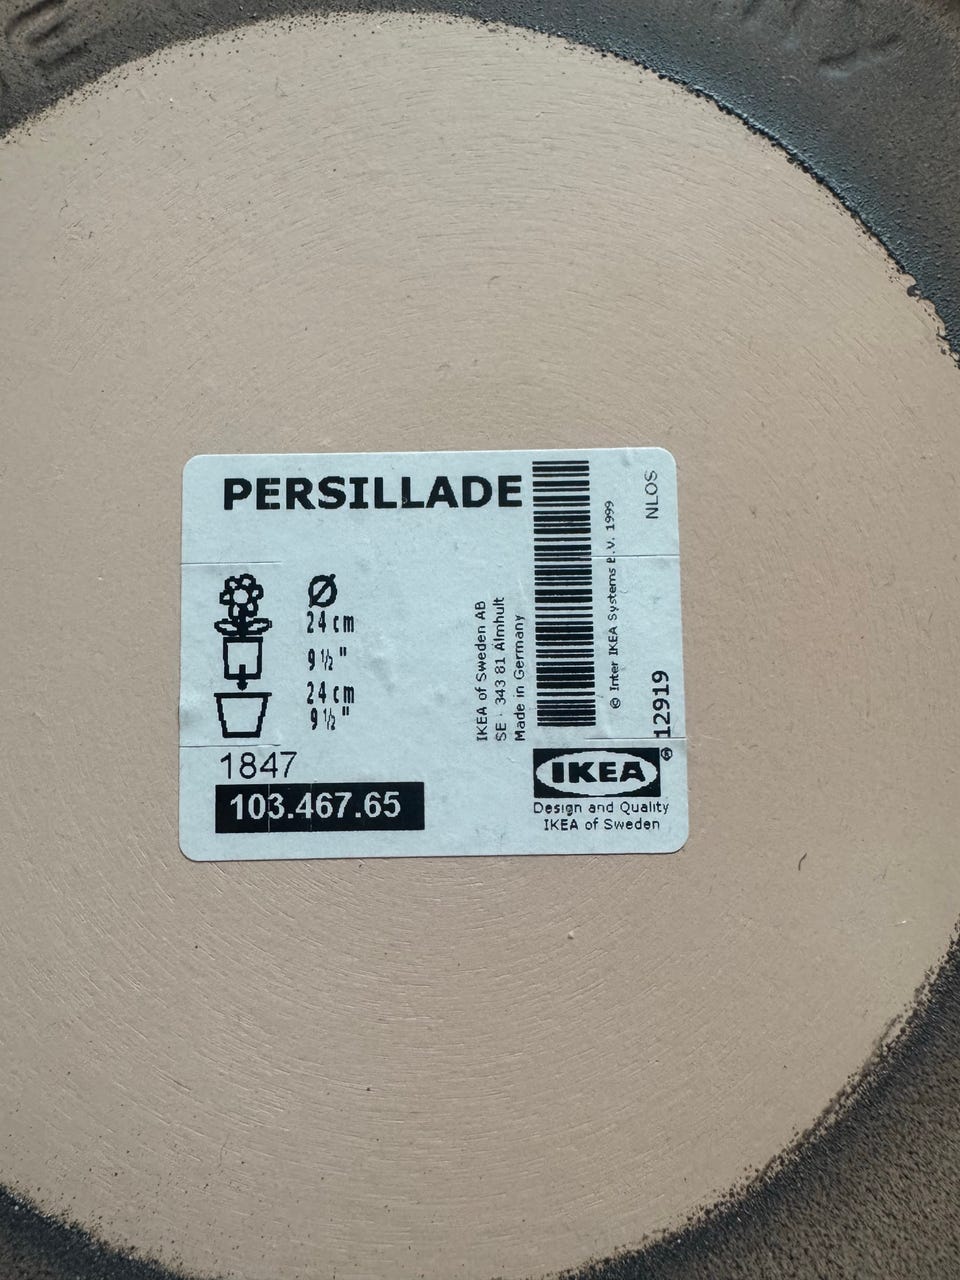 PERSILLADE
Ø
24 cm
9 ½ "
24 cm
9 ½ "
1847
103.467.65
IKEA of Sweden AB
SE - 343 81 Älmhult
Made in Germany
© Inter IKEA Systems B.V. 1999
NLOS
12919
IKEA®
Design and Quality
IKEA of Sweden